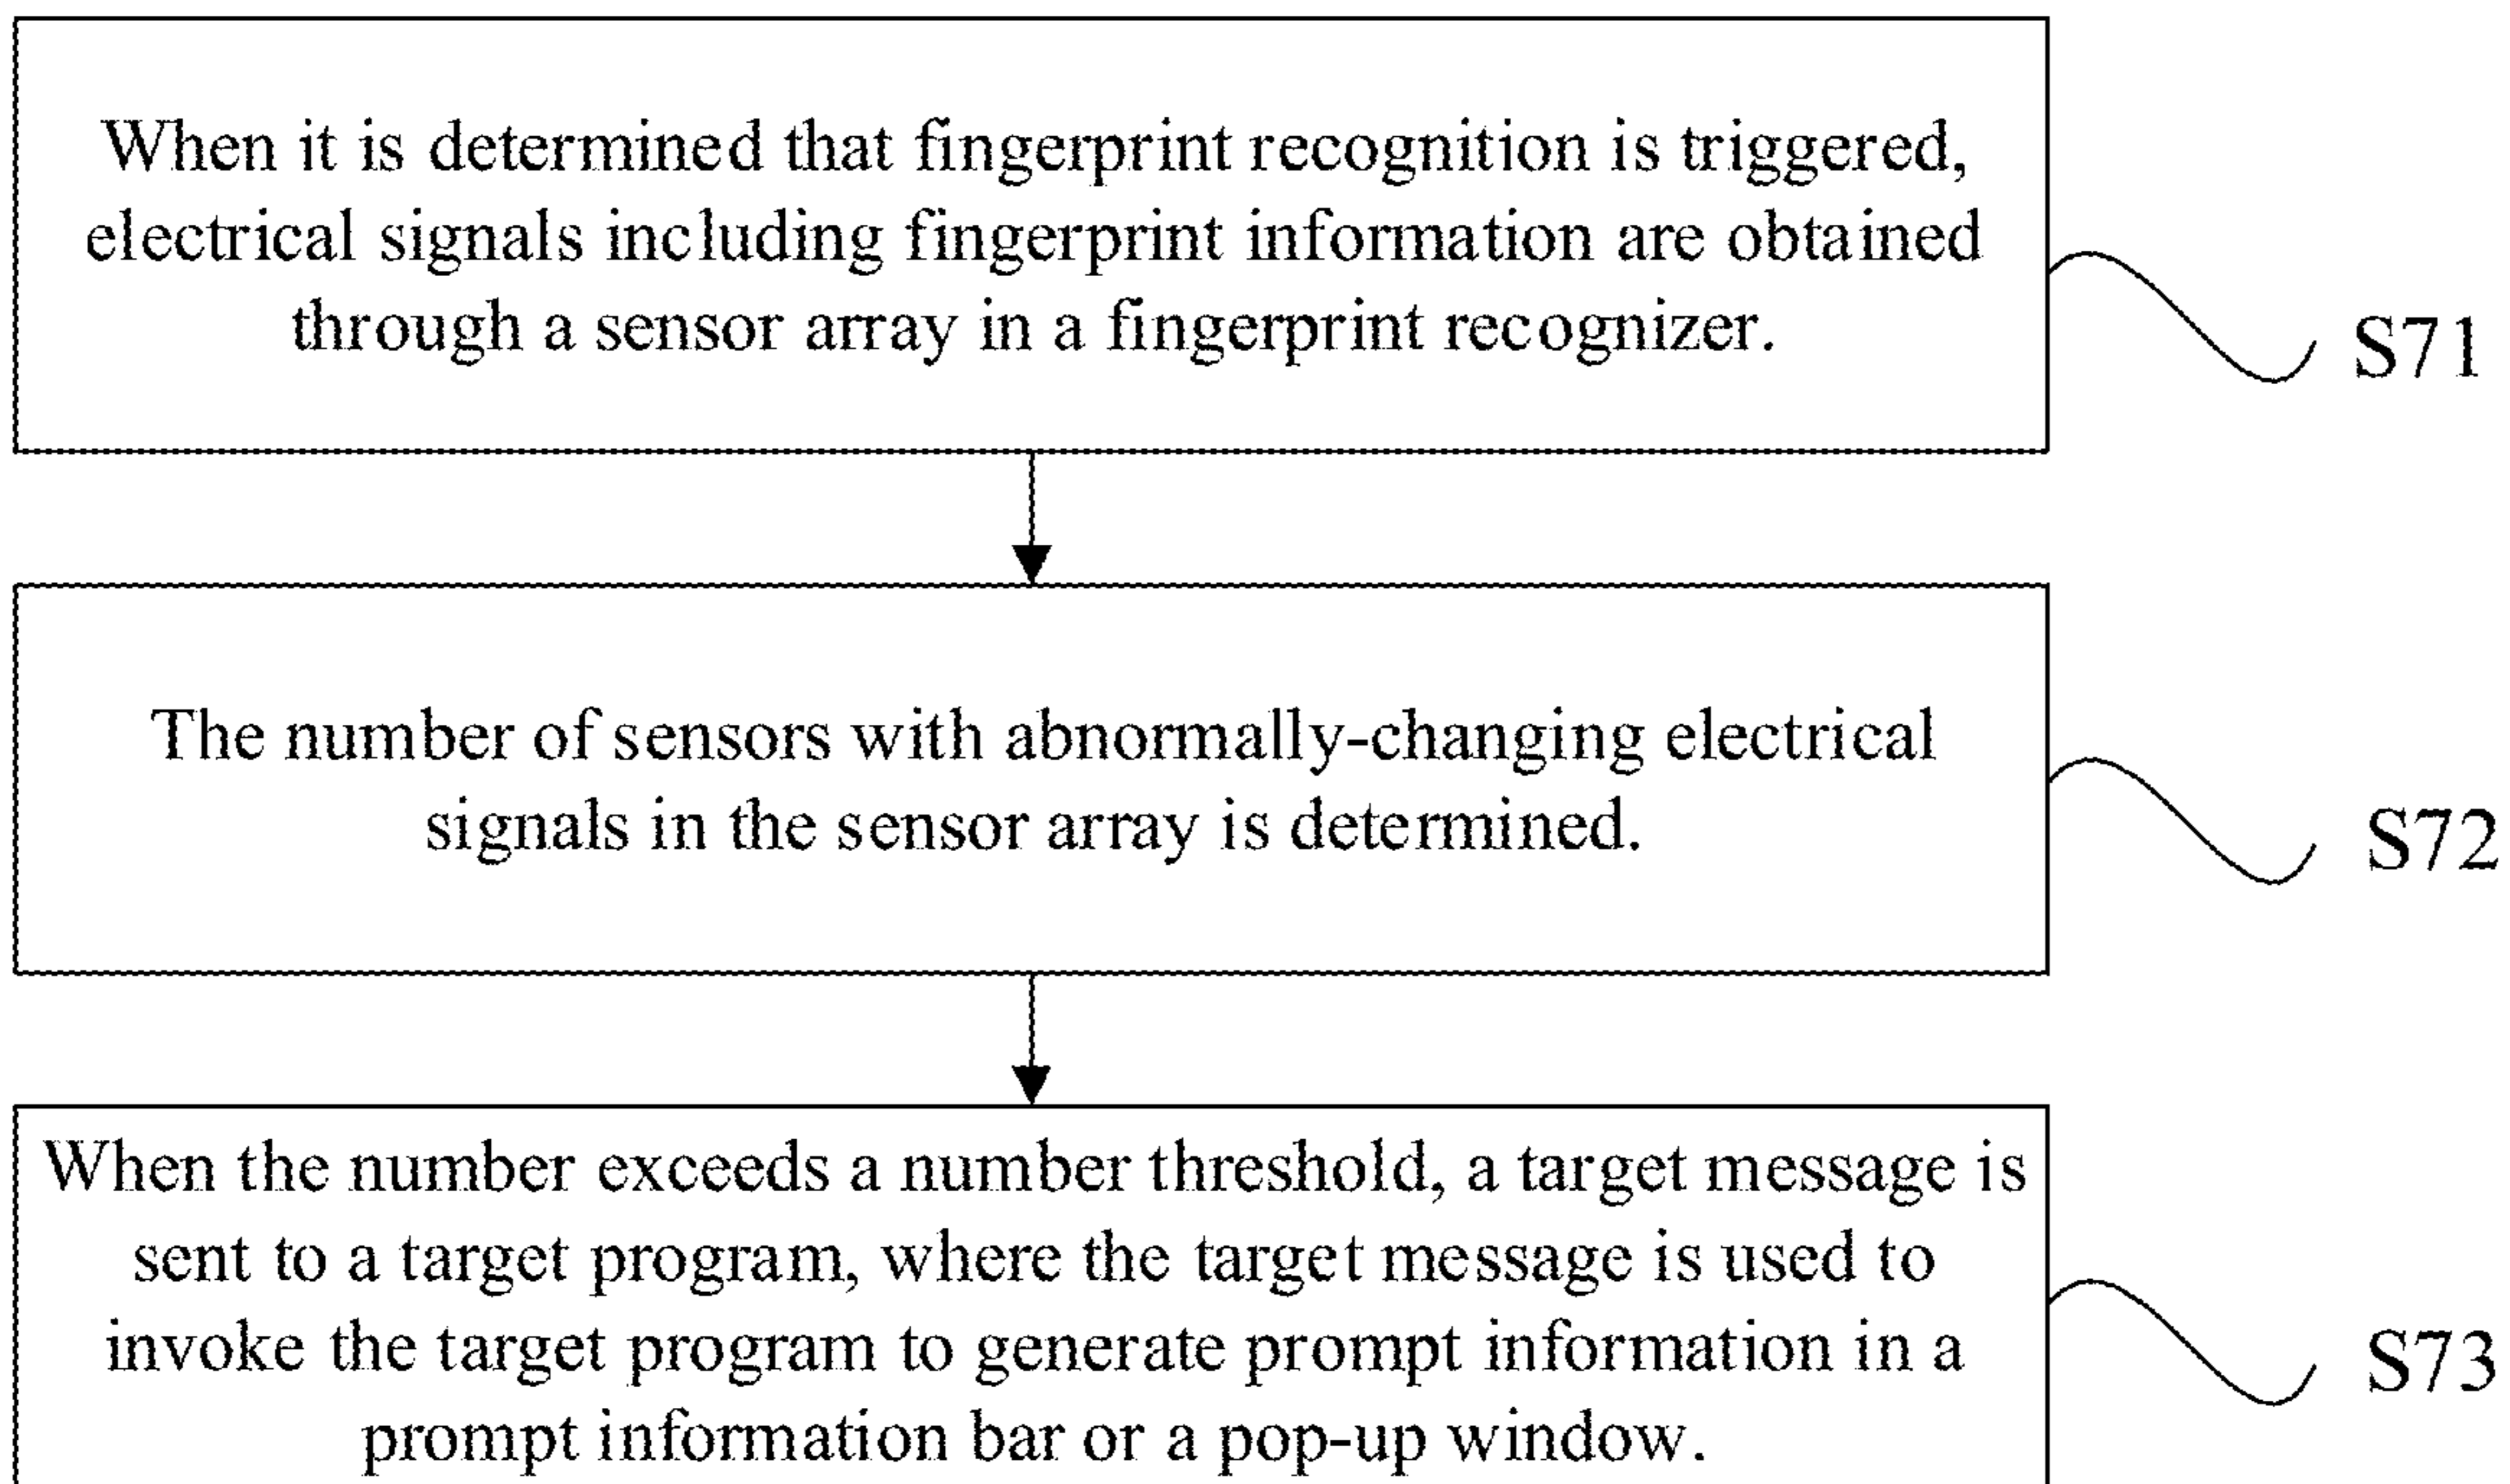 When it is determined that fingerprint recognition is triggered,
electrical signals including fingerprint information are obtained
through a sensor array in a fingerprint recognizer.
S71
The number of sensors with abnormally-changing electrical
signals in the sensor array is determined.
S72
When the number exceeds a number threshold, a target message is
sent to a target program, where the target message is used to
invoke the target program to generate prompt information in a
prompt information bar or a pop-up window.
S73